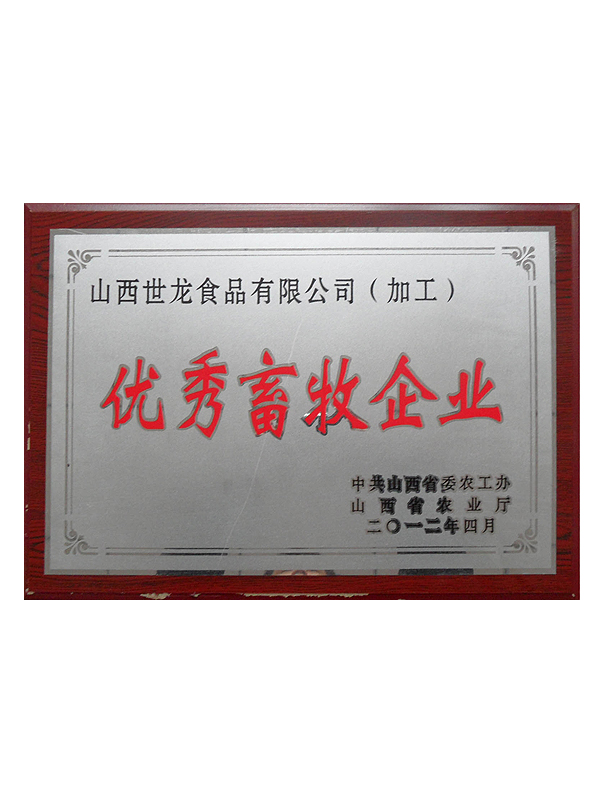 山西世龙食品有限公司（加工）
优秀畜牧企业
中共山西省委农工办
山西省农业厅
二〇一二年四月